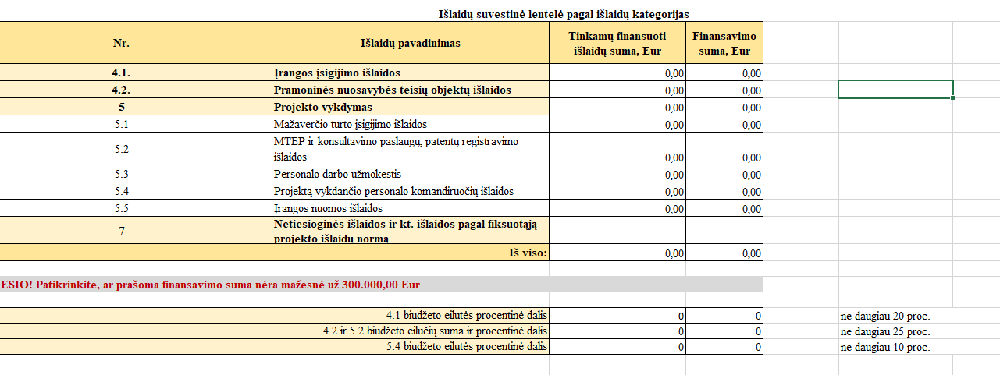 Išlaidų suvestinė lentelė pagal išlaidų kategorijas
Nr. Išlaidų pavadinimas Tinkamų finansuoti išlaidų suma, Eur Finansavimo suma, Eur
4.1. Įrangos įsigijimo išlaidos 0,00 0,00
4.2. Pramoninės nuosavybės teisių objektų išlaidos 0,00 0,00
5 Projekto vykdymas 0,00 0,00
5.1 Mažaverčio turto įsigijimo išlaidos 0,00 0,00
5.2 MTEP ir konsultavimo paslaugų, patentų registravimo išlaidos 0,00 0,00
5.3 Personalo darbo užmokestis 0,00 0,00
5.4 Projektą vykdančio personalo komandiruočių išlaidos 0,00 0,00
5.5 Įrangos nuomos išlaidos 0,00 0,00
7 Netiesioginės išlaidos ir kt. išlaidos pagal fiksuotąją projekto išlaidų normą
Iš viso: 0,00 0,00
ESIO! Patikrinkite, ar prašoma finansavimo suma nėra mažesnė už 300.000,00 Eur
4.1 biudžeto eilutės procentinė dalis 0 0 ne daugiau 20 proc.
4.2 ir 5.2 biudžeto eilučių suma ir procentinė dalis 0 0 ne daugiau 25 proc.
5.4 biudžeto eilutės procentinė dalis 0 0 ne daugiau 10 proc.